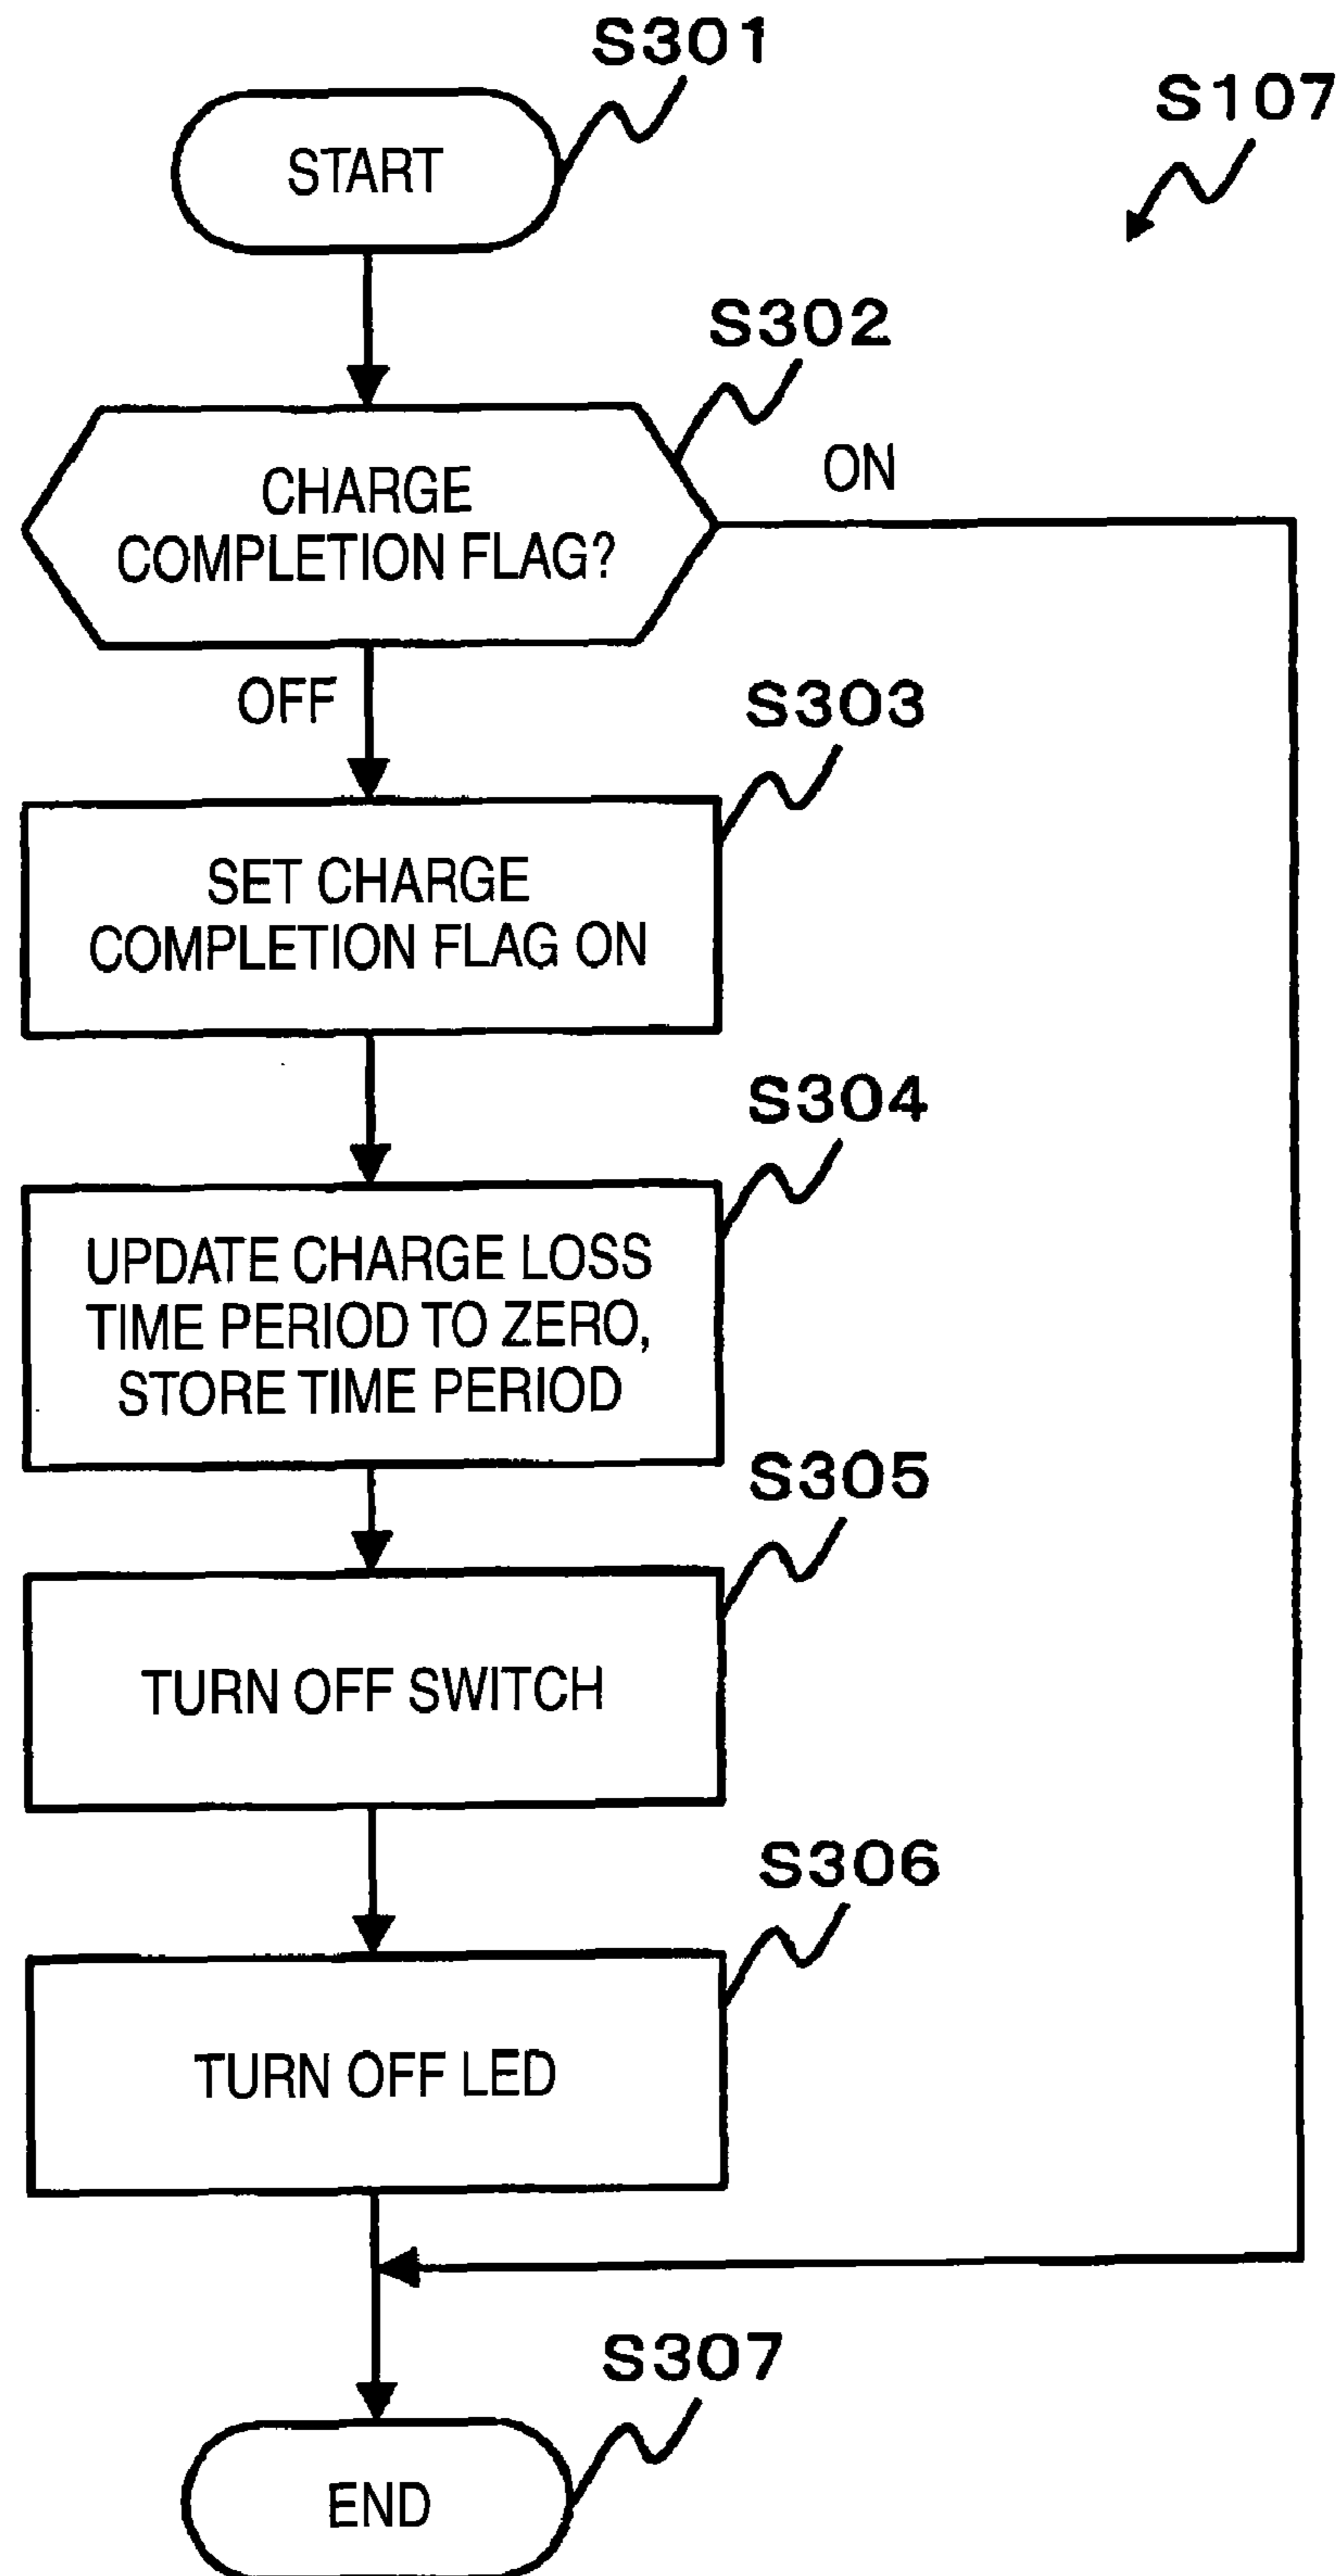 S301
START
S107
S302
CHARGE
COMPLETION FLAG?
ON
OFF
S303
SET CHARGE
COMPLETION FLAG ON
S304
UPDATE CHARGE LOSS
TIME PERIOD TO ZERO,
STORE TIME PERIOD
S305
TURN OFF SWITCH
S306
TURN OFF LED
S307
END